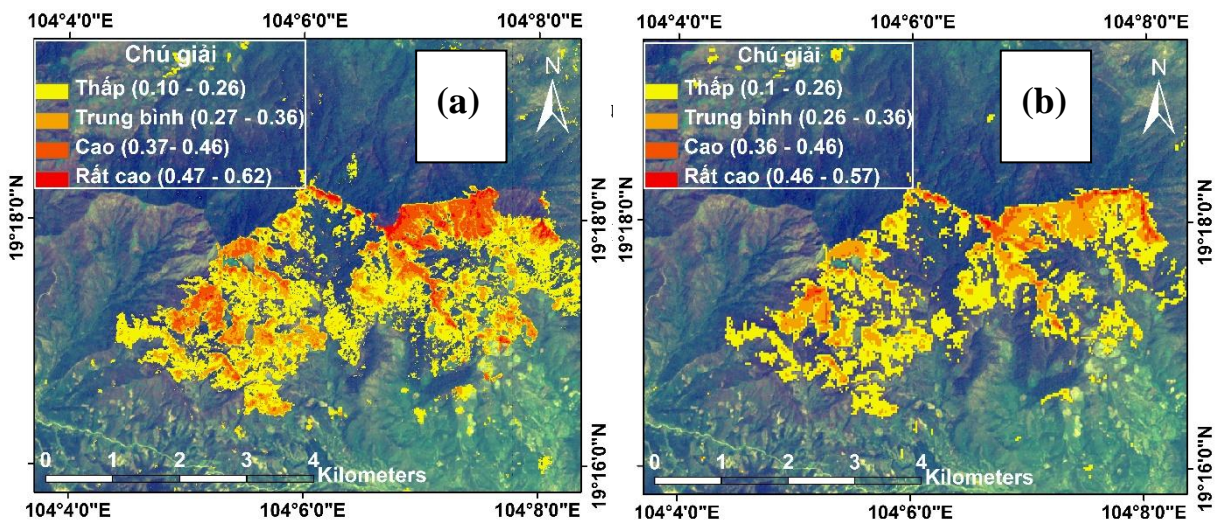 104°4'0"E 104°6'0"E 104°8'0"E
Chú giải
Thấp (0.10 - 0.26)
Trung bình (0.27 - 0.36)
Cao (0.37- 0.46)
Rất cao (0.47 - 0.62)
(a)
N
19°18'0"N
19°18'0"N
19°16'0"N
0 1 2 3 4
Kilometers
104°4'0"E 104°6'0"E 104°8'0"E
104°4'0"E 104°6'0"E 104°8'0"E
Chú giải
Thấp (0.1 - 0.26)
Trung bình (0.26 - 0.36)
Cao (0.36 - 0.46)
Rất cao (0.46 - 0.57)
(b)
N
19°18'0"N
19°16'0"N
0 1 2 3 4
Kilometers
104°4'0"E 104°6'0"E 104°8'0"E